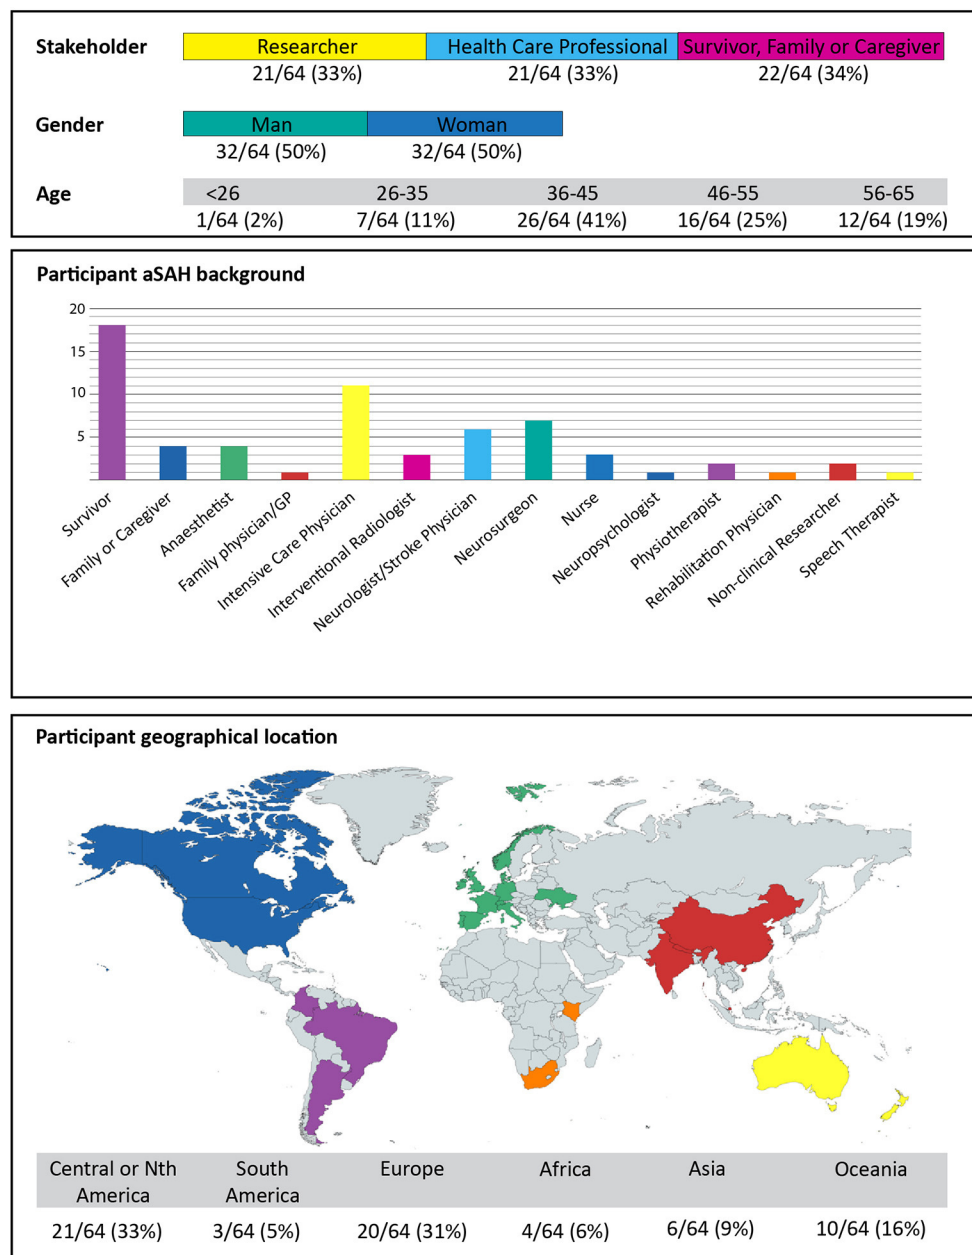 Stakeholder
Researcher
Health Care Professional
Survivor, Family or Caregiver
21/64 (33%)
21/64 (33%)
22/64 (34%)
Gender
Man
Woman
32/64 (50%)
32/64 (50%)
Age
<26
26-35
36-45
46-55
56-65
1/64 (2%)
7/64 (11%)
26/64 (41%)
16/64 (25%)
12/64 (19%)
Participant aSAH background
20
15
10
5
Survivor
Family or Caregiver
Anaesthetist
Family physician/GP
Intensive Care Physician
Interventional Radiologist
Neurologist/Stroke Physician
Neurosurgeon
Nurse
Neuropsychologist
Physiotherapist
Rehabilitation Physician
Non-clinical Researcher
Speech Therapist
Participant geographical location
Central or Nth
America
South
America
Europe
Africa
Asia
Oceania
21/64 (33%)
3/64 (5%)
20/64 (31%)
4/64 (6%)
6/64 (9%)
10/64 (16%)